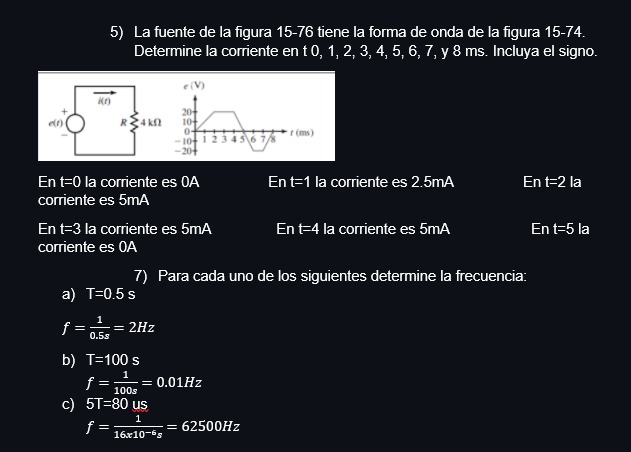 5) La fuente de la figura 15-76 tiene la forma de onda de la figura 15-74.
Determine la corriente en t 0, 1, 2, 3, 4, 5, 6, 7, y 8 ms. Incluya el signo.
e (V)
i(t)
e(t)
+
−
R 4 kΩ
20
10
0
−10
−20
1 2 3 4 5 6 7 8
t (ms)
En t=0 la corriente es 0A En t=1 la corriente es 2.5mA En t=2 la
corriente es 5mA
En t=3 la corriente es 5mA En t=4 la corriente es 5mA En t=5 la
corriente es 0A
7) Para cada uno de los siguientes determine la frecuencia:
a) T=0.5 s
f = 1/0.5s = 2Hz
b) T=100 s
f = 1/100s = 0.01Hz
c) 5T=80 us
f = 1/16x10⁻⁶s = 62500Hz